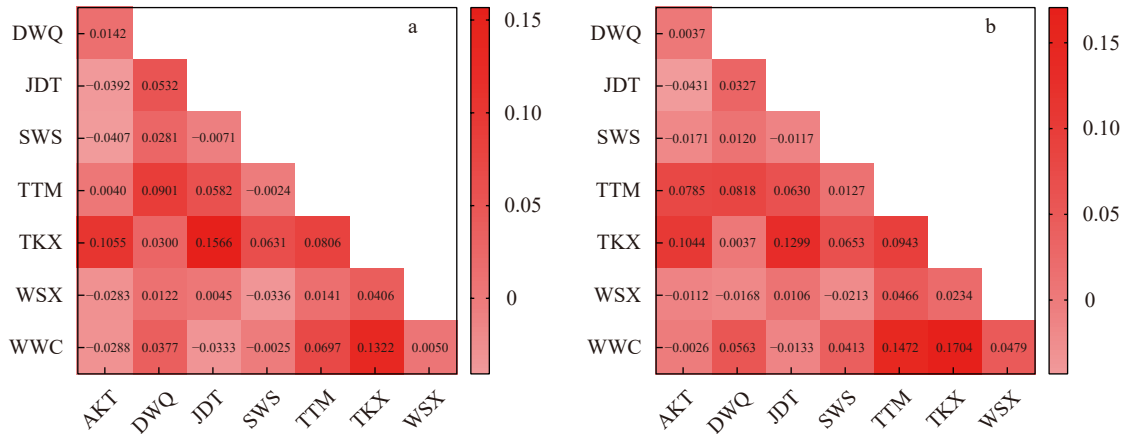 a
DWQ 0.0142
JDT −0.0392 0.0532
SWS −0.0407 0.0281 −0.0071
TTM 0.0040 0.0901 0.0582 −0.0024
TKX 0.1055 0.0300 0.1566 0.0631 0.0806
WSX −0.0283 0.0122 0.0045 −0.0336 0.0141 0.0406
WWC −0.0288 0.0377 −0.0333 −0.0025 0.0697 0.1322 0.0050
AKT DWQ JDT SWS TTM TKX WSX
0.15
0.10
0.05
0
b
DWQ 0.0037
JDT −0.0431 0.0327
SWS −0.0171 0.0120 −0.0117
TTM 0.0785 0.0818 0.0630 0.0127
TKX 0.1044 0.0037 0.1299 0.0653 0.0943
WSX −0.0112 −0.0168 0.0106 −0.0213 0.0466 0.0234
WWC −0.0026 0.0563 −0.0133 0.0413 0.1472 0.1704 0.0479
AKT DWQ JDT SWS TTM TKX WSX
0.15
0.10
0.05
0